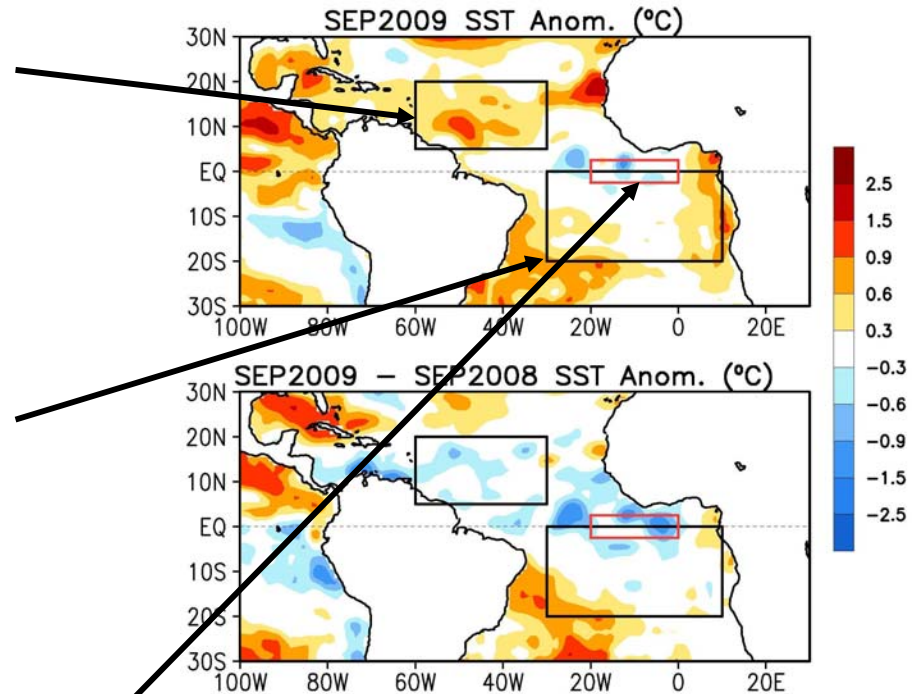 SEP2009 SST Anom. (ºC)
30N
20N
10N
EQ
10S
20S
30S
100W 80W 60W 40W 20W 0 20E
SEP2009 – SEP2008 SST Anom. (ºC)
30N
20N
10N
EQ
10S
20S
30S
100W 80W 60W 40W 20W 0 20E
2.5
1.5
0.9
0.6
0.3
−0.3
−0.6
−0.9
−1.5
−2.5